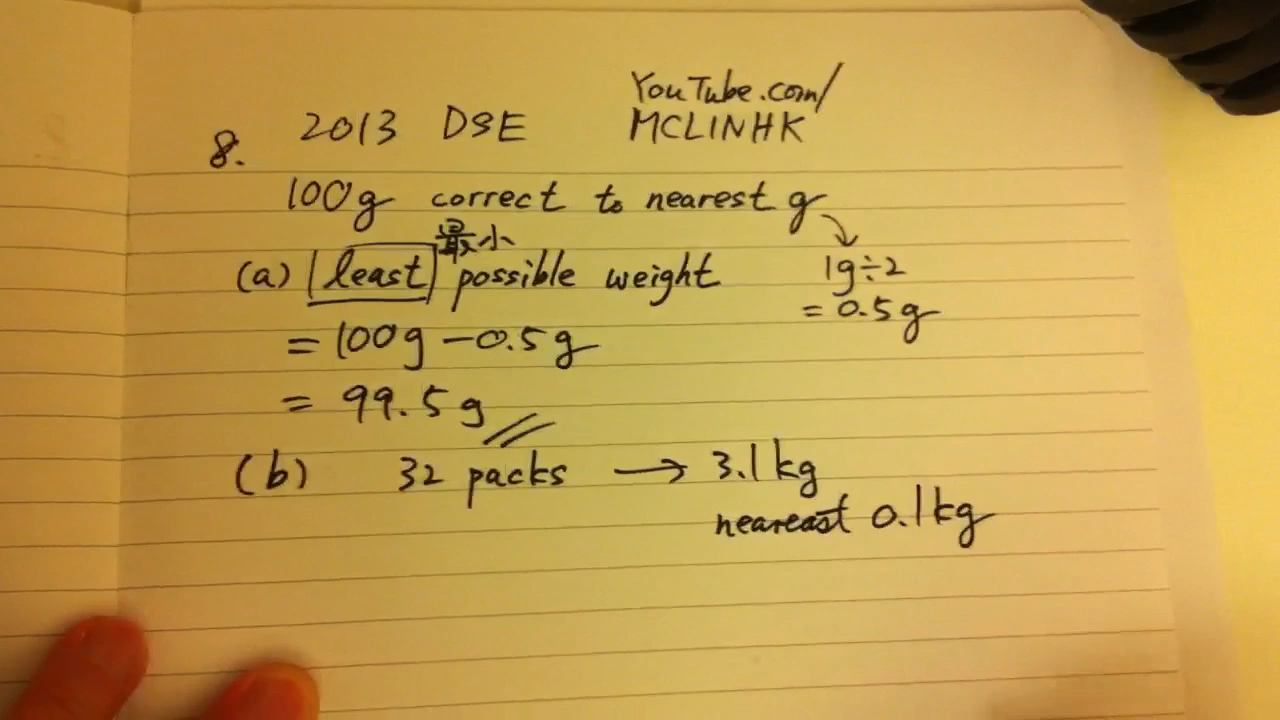 8. 2013 DSE
YouTube.com/
MCLINHK
100g correct to nearest g
1g÷2
= 0.5g
(a) least 最小 possible weight
= 100g - 0.5g
= 99.5g
(b) 32 packs → 3.1kg
neareast 0.1kg